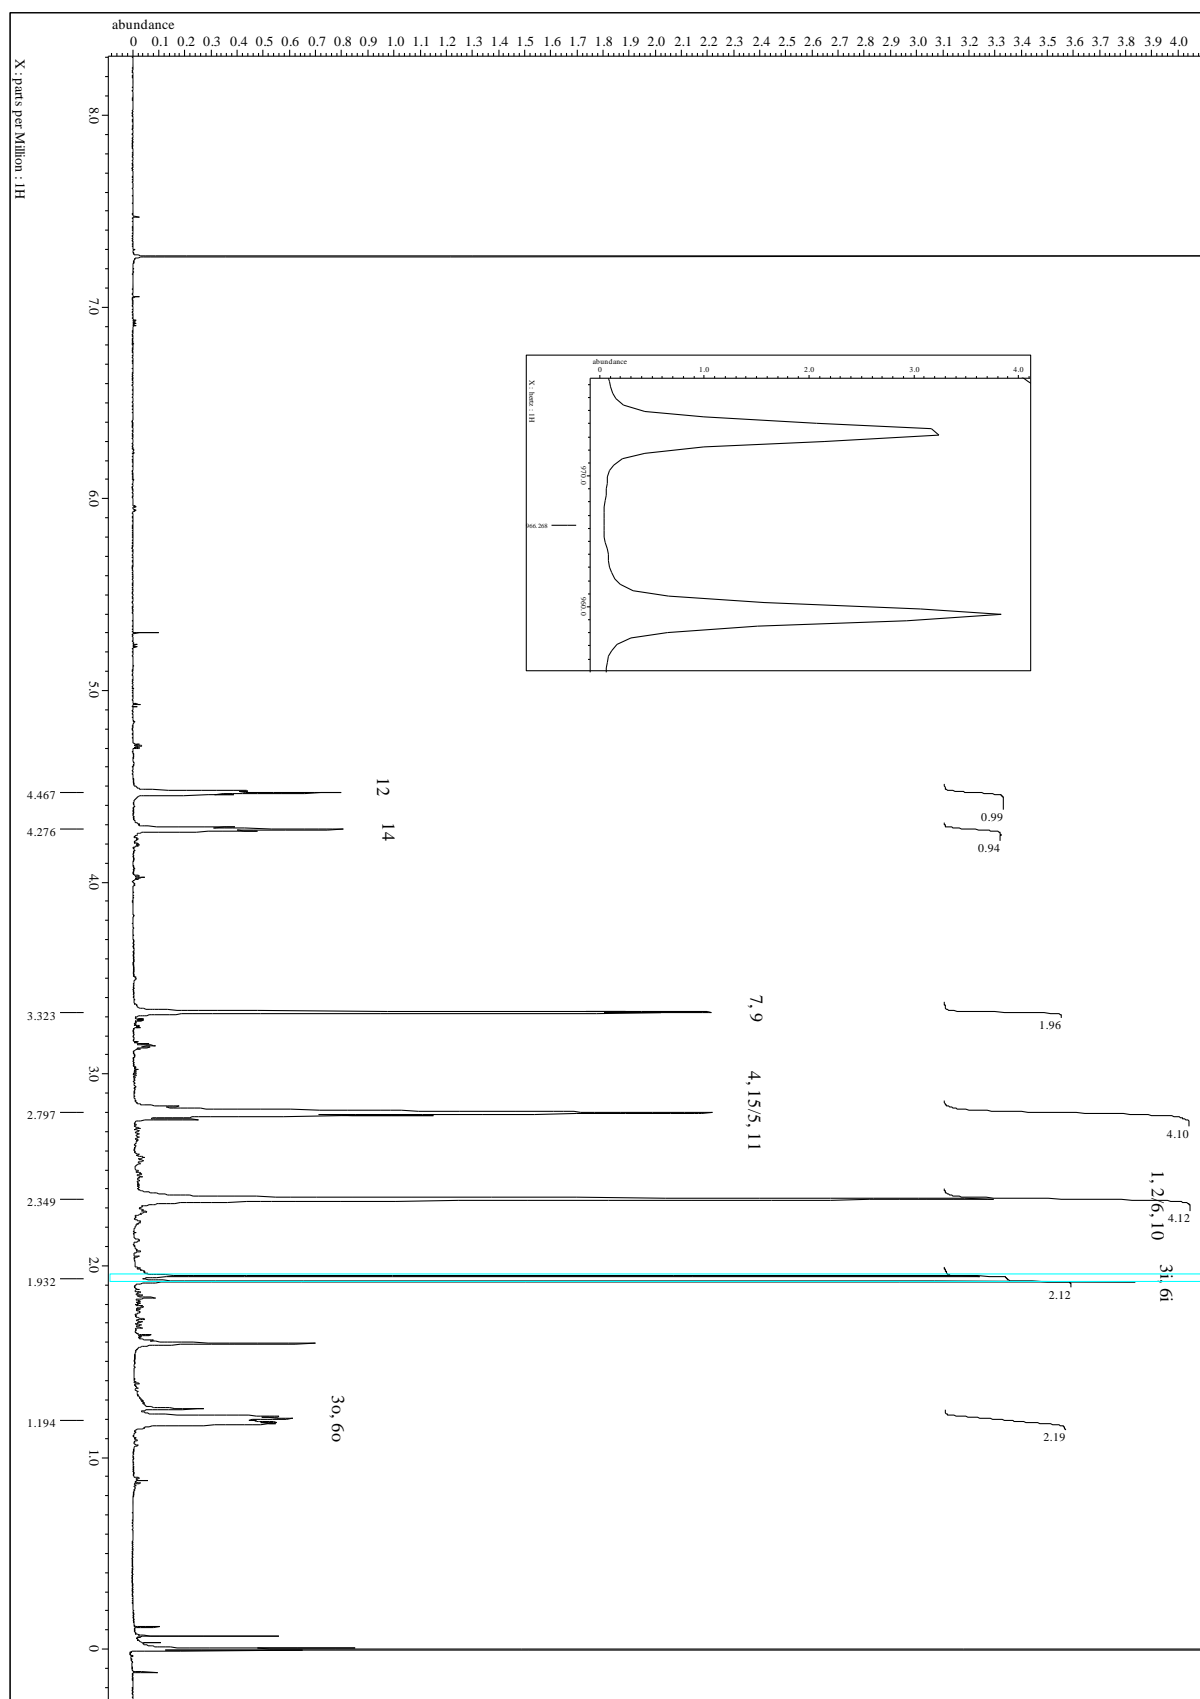 abundance
0 0.1 0.2 0.3 0.4 0.5 0.6 0.7 0.8 0.9 1.0 1.1 1.2 1.3 1.4 1.5 1.6 1.7 1.8 1.9 2.0 2.1 2.2 2.3 2.4 2.5 2.6 2.7 2.8 2.9 3.0 3.1 3.2 3.3 3.4 3.5 3.6 3.7 3.8 3.9 4.0
X : parts per Million : 1H
8.0
7.0
6.0
5.0
4.0
3.0
2.0
1.0
0
abundance
0 1.0 2.0 3.0 4.0
X : hertz : 1H
970.0
966.268
960.0
12
4.467
0.99
14
4.276
0.94
7, 9
3.323
1.96
4, 15/5, 11
2.797
4.10
1, 2/6, 10
2.349
4.12
3i, 6i
1.932
2.12
3o, 6o
1.194
2.19